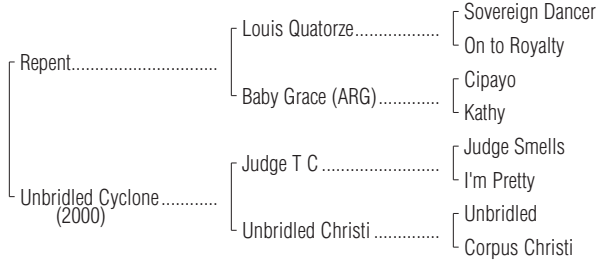 Sovereign Dancer
Louis Quatorze...................
On to Royalty
Repent..............................
Cipayo
Baby Grace (ARG).............
Kathy
Judge Smells
Judge T C ..........................
I'm Pretty
Unbridled Cyclone............
(2000)
Unbridled
Unbridled Christi ..............
Corpus Christi